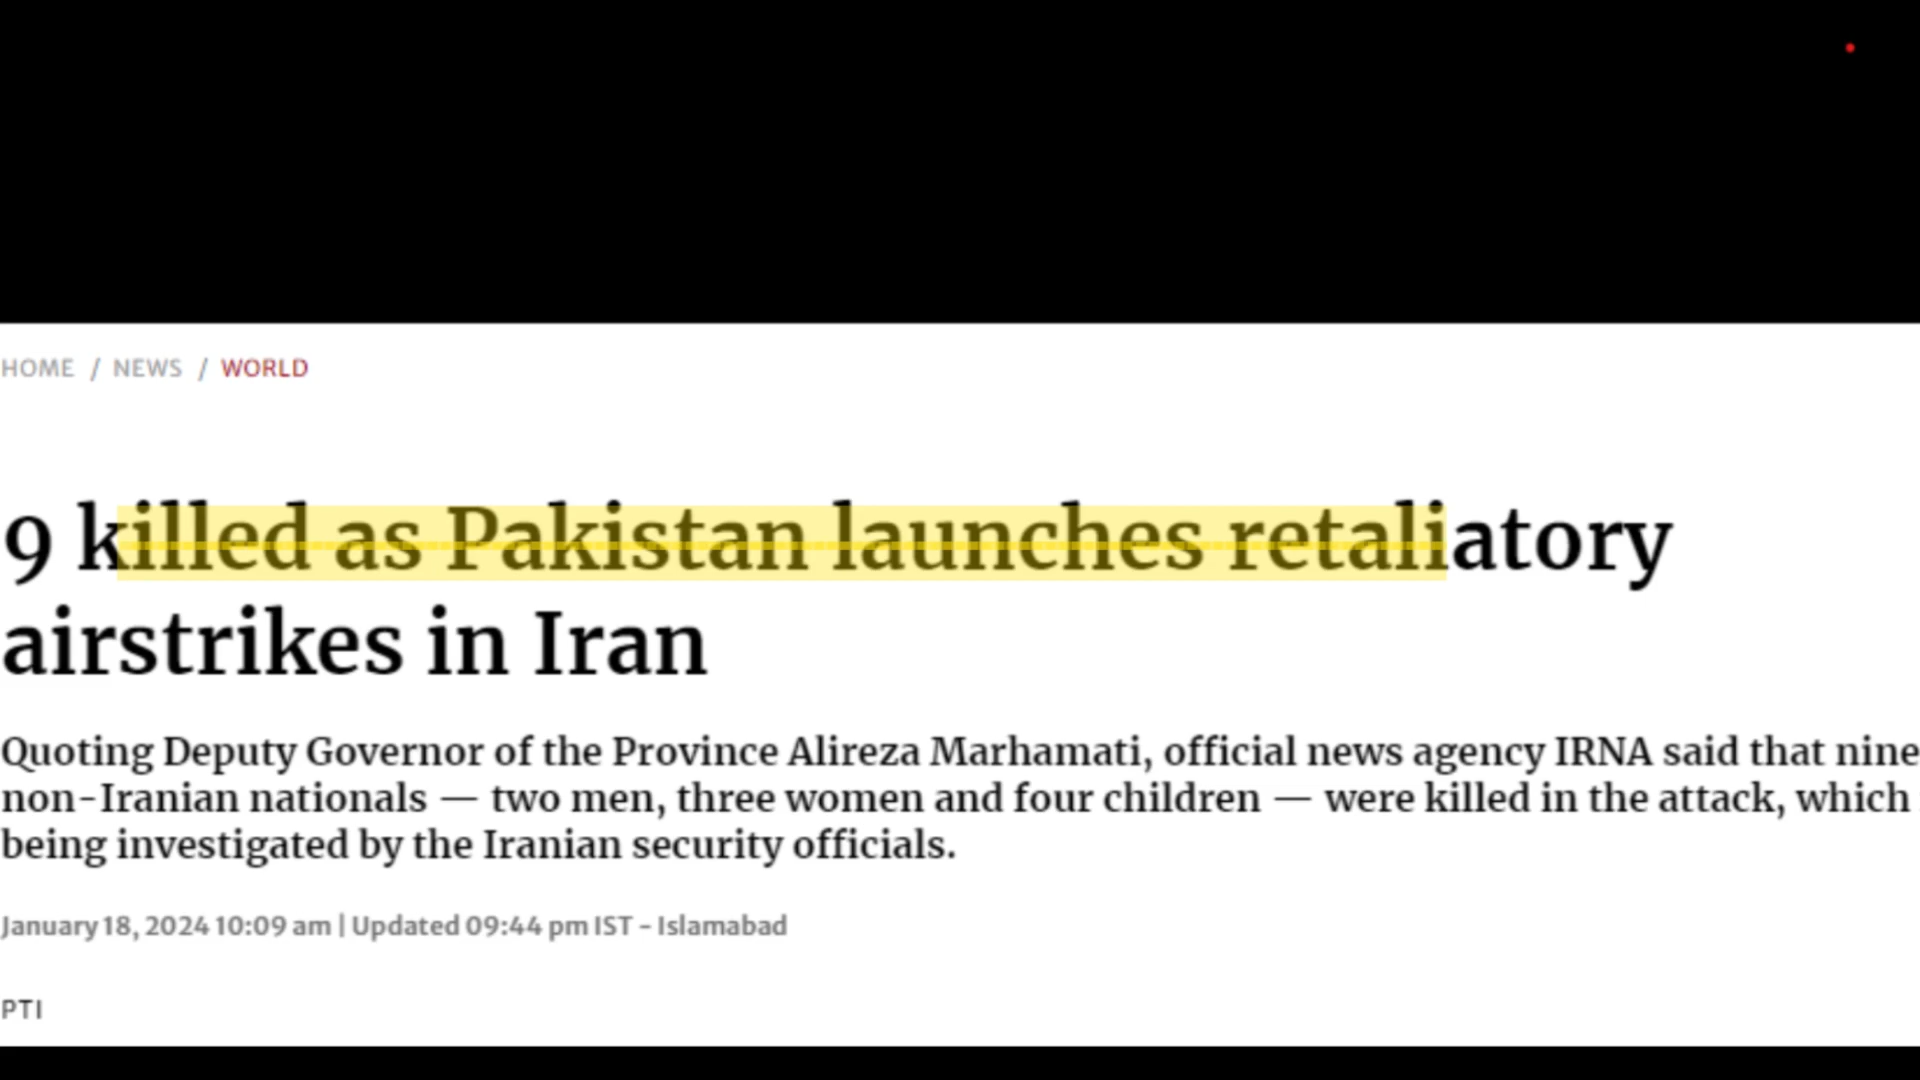 HOME / NEWS / WORLD
9 killed as Pakistan launches retaliatory
airstrikes in Iran
Quoting Deputy Governor of the Province Alireza Marhamati, official news agency IRNA said that nine
non-Iranian nationals — two men, three women and four children — were killed in the attack, which
being investigated by the Iranian security officials.
January 18, 2024 10:09 am | Updated 09:44 pm IST - Islamabad
PTI